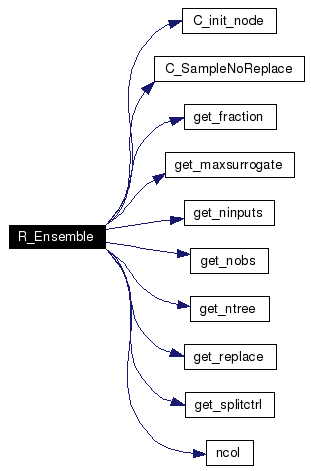 C_init_node
C_SampleNoReplace
get_fraction
get_maxsurrogate
get_ninputs
R_Ensemble
get_nobs
get_ntree
get_replace
get_splitctrl
ncol